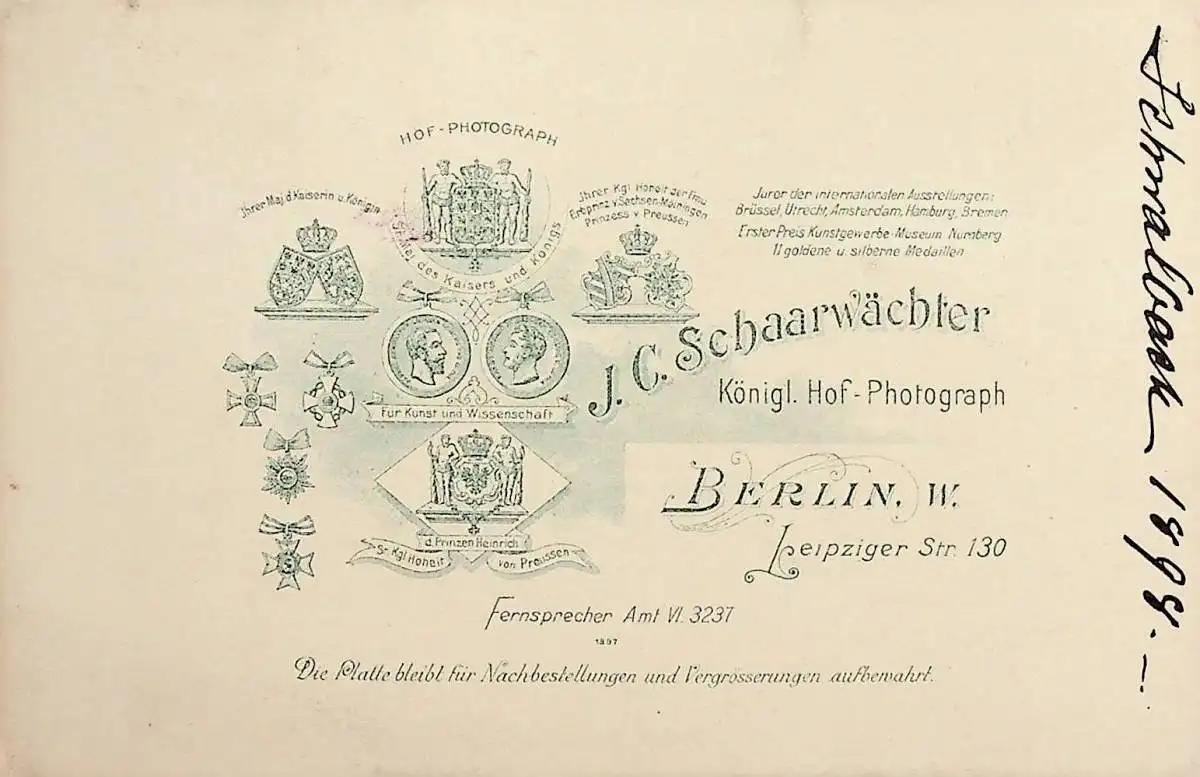 HOF-PHOTOGRAPH
Sr. Maj. des Kaisers und Königs
Ihrer Maj. d. Kaiserin u. Königin
Ihrer Kgl. Hoheit der Frau
Erbprinz v. Sachsen-Meiningen
Prinzess v. Preussen
Juror der internationalen Ausstellungen:
Brüssel, Utrecht, Amsterdam, Hamburg, Bremen
Erster Preis Kunstgewerbe-Museum Nürnberg
11 goldene u. silberne Medaillen
J. C. Schaarwächter
Königl. Hof-Photograph
Für Kunst und Wissenschaft
BERLIN, W.
Leipziger Str. 130
Sr. Kgl. Hoheit
d. Prinzen Heinrich
von Preussen
Fernsprecher Amt VI. 3237
1897
Die Platte bleibt für Nachbestellungen und Vergrösserungen aufbewahrt.
1898.-